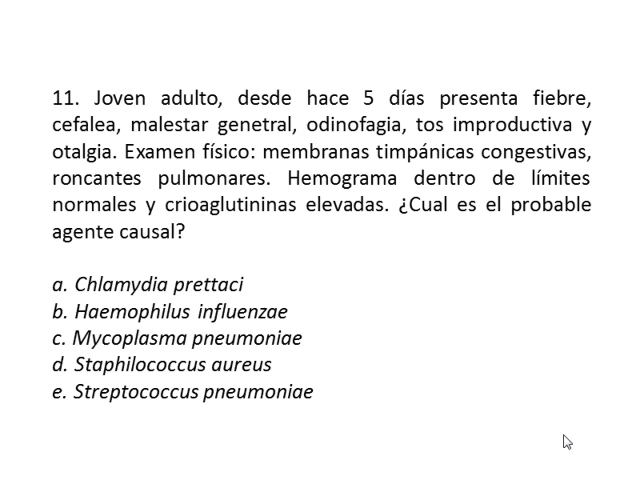 11. Joven adulto, desde hace 5 días presenta fiebre,
cefalea, malestar genetral, odinofagia, tos improductiva y
otalgia. Examen físico: membranas timpánicas congestivas,
roncantes pulmonares. Hemograma dentro de límites
normales y crioaglutininas elevadas. ¿Cual es el probable
agente causal?
a. Chlamydia prettaci
b. Haemophilus influenzae
c. Mycoplasma pneumoniae
d. Staphilococcus aureus
e. Streptococcus pneumoniae